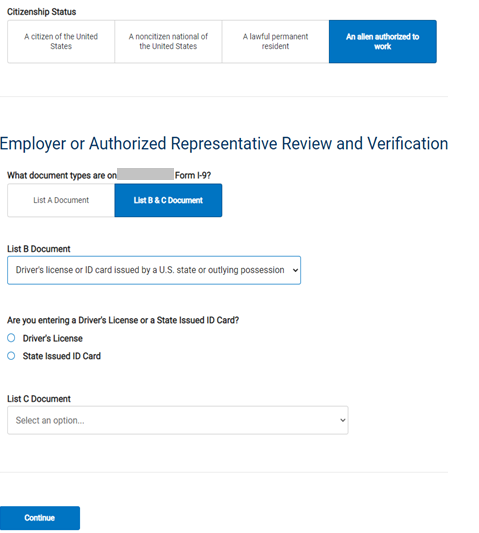 Citizenship Status
A citizen of the United
States
A noncitizen national of
the United States
A lawful permanent
resident
An alien authorized to
work
Employer or Authorized Representative Review and Verification
What document types are on Form I-9?
List A Document
List B & C Document
List B Document
Driver's license or ID card issued by a U.S. state or outlying possession
Are you entering a Driver's License or a State Issued ID Card?
Driver's License
State Issued ID Card
List C Document
Select an option...
Continue